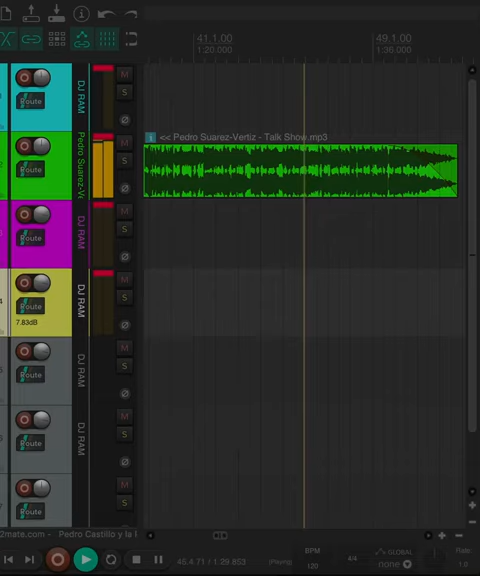 41.1.00
1:20.000
49.1.00
1:36.000
DJ RAM
M
S
Route
<< Pedro Suarez-Vertiz - Talk Show.mp3
Pedro Suarez-V
M
S
Route
DJ RAM
M
S
Route
DJ RAM
M
S
Route
7.83dB
DJ RAM
M
S
Route
DJ RAM
M
S
Route
M
S
Route
2mate.com - Pedro Castillo y la
46.4.71 / 1:29.853
[Playing]
BPM
120
4/4
GLOBAL
none
Rate:
1.0